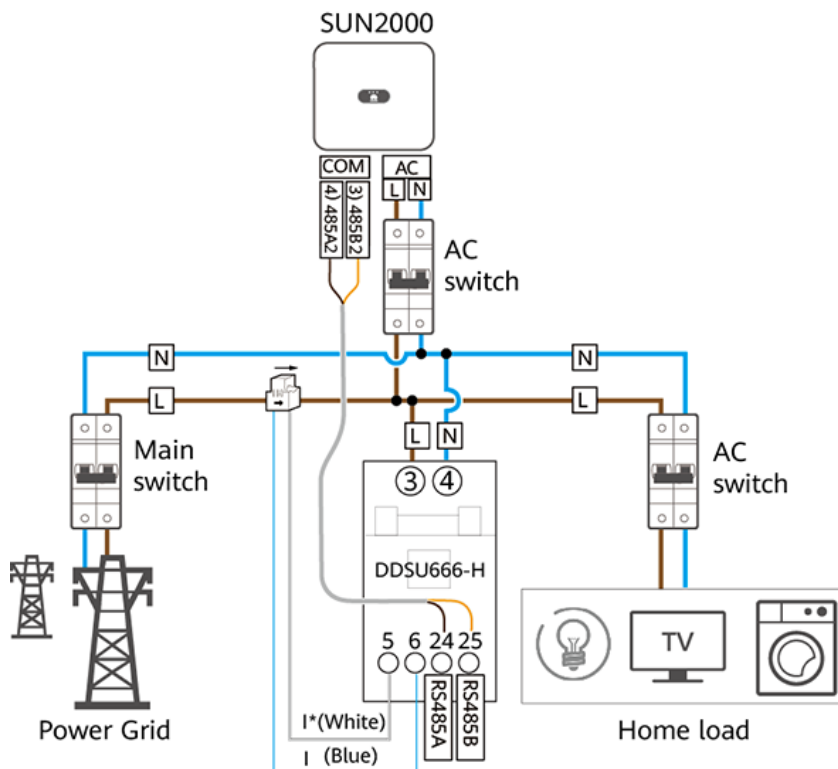 SUN2000
COM
AC
L
N
4) 485A2
3) 485B2
AC
switch
N
N
L
L
Main
switch
L
N
AC
switch
3
4
DDSU666-H
TV
5
6
24
25
RS485A
RS485B
Power Grid
I*(White)
I (Blue)
Home load